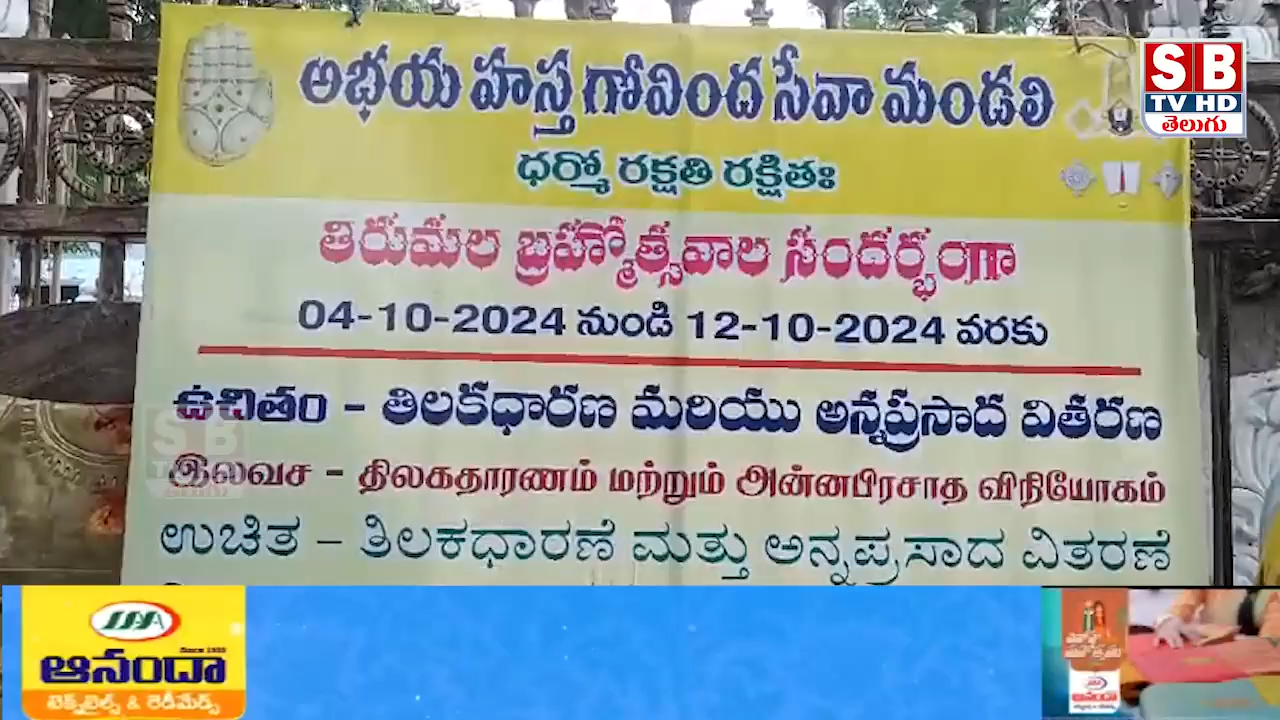 అభయ హస్త గోవింద సేవా మండలి
ధర్మో రక్షతి రక్షితః
తిరుమల బ్రహ్మోత్సవాల సందర్భంగా
04-10-2024 నుండి 12-10-2024 వరకు
ఉచితం - తిలకధారణ మరియు అన్నప్రసాద వితరణ
இலவச - திலகதாரணம் மற்றும் அன்னபிரசாத விநியோகம்
ಉಚಿತ - ತಿಲಕಧಾರಣೆ ಮತ್ತು ಅನ್ನಪ್ರಸಾದ ವಿತರಣೆ
SB
TV HD
తెలుగు
Since 1935
ఆనందా
టెక్స్‌టైల్స్ & రెడీమేడ్స్